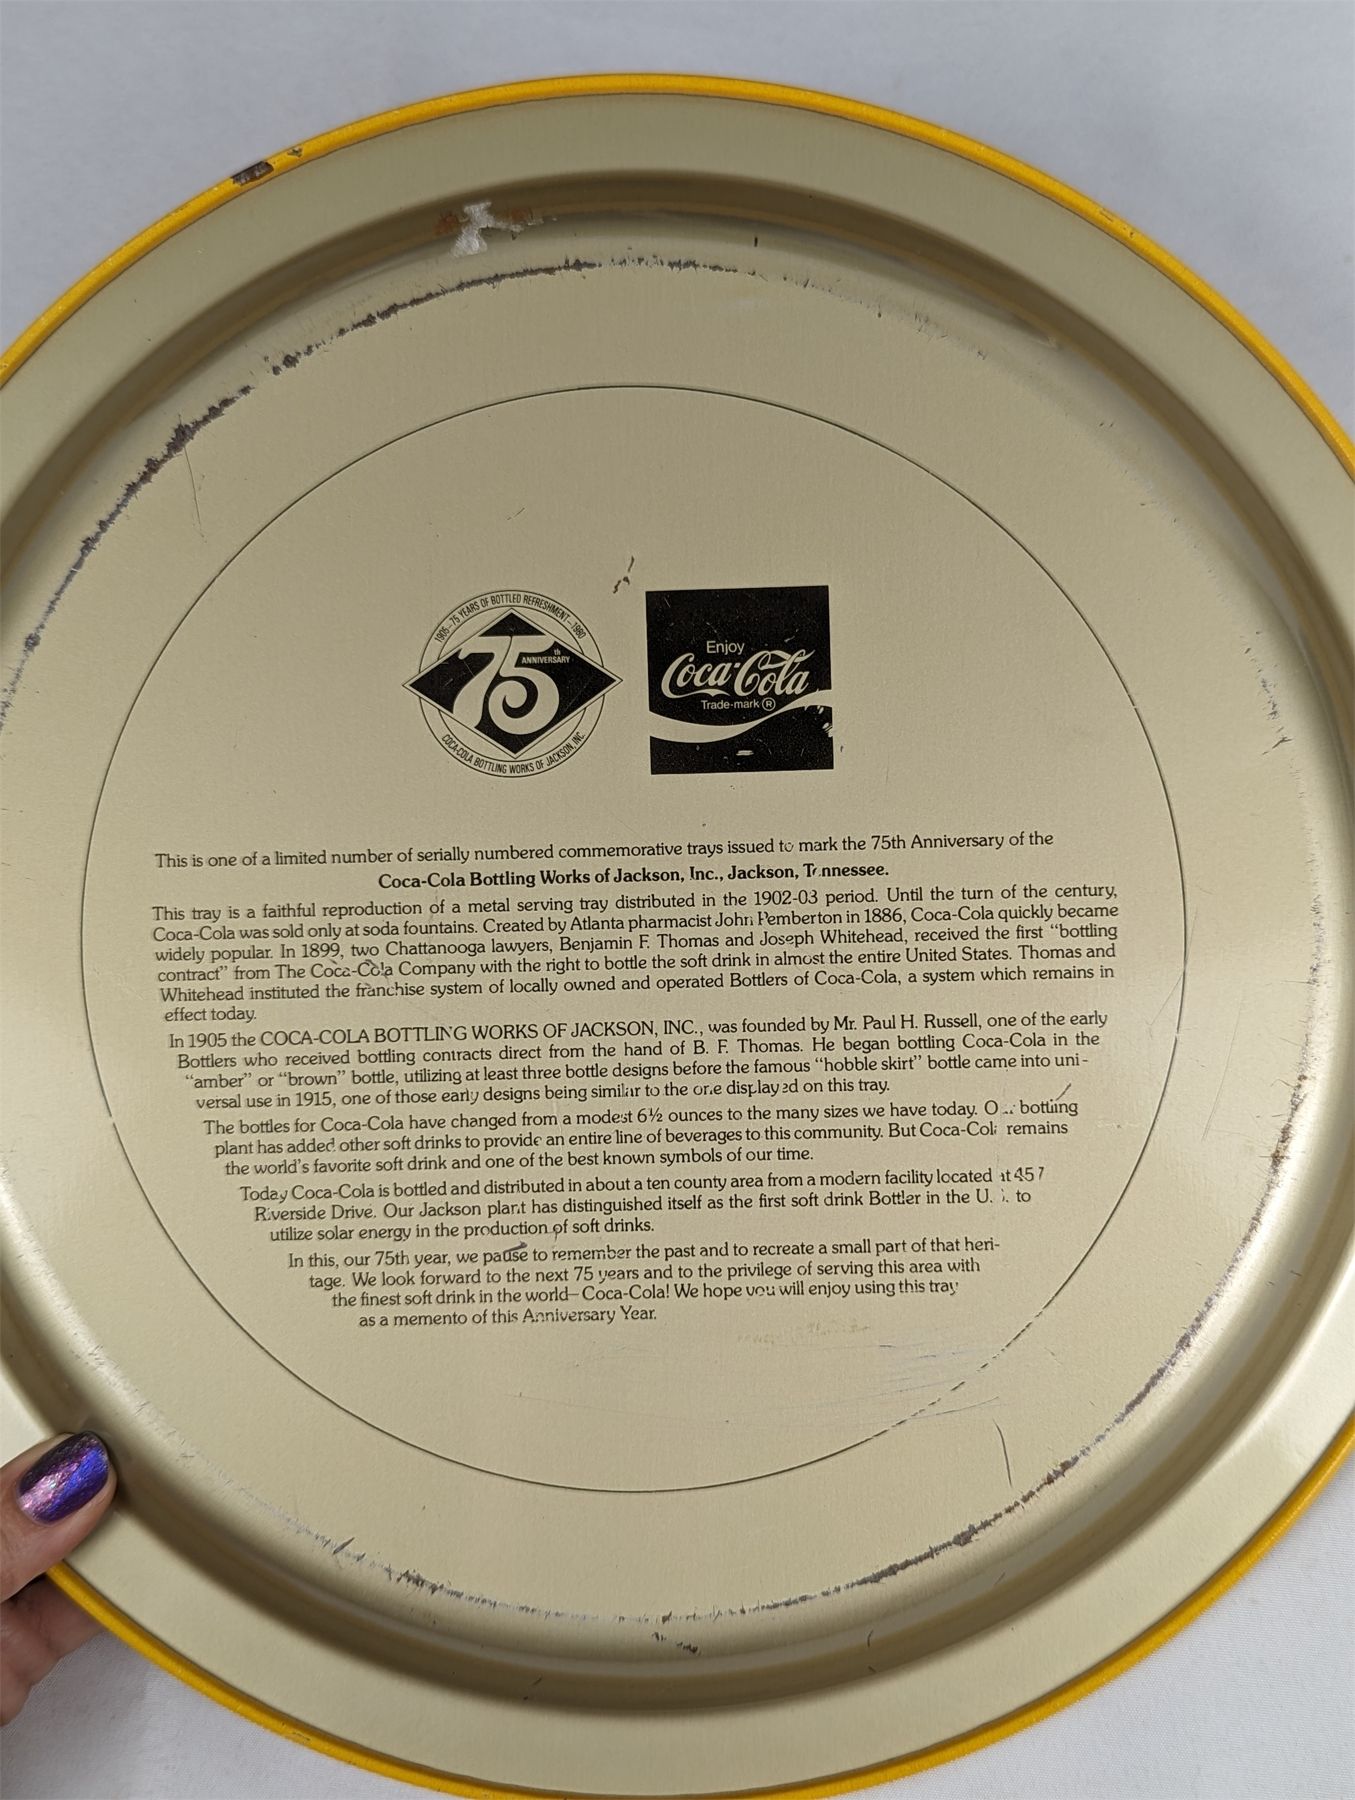 1905–75 YEARS OF BOTTLED REFRESHMENT–1980
75th
ANNIVERSARY
COCA-COLA BOTTLING WORKS OF JACKSON, INC.
Enjoy
Coca-Cola
Trade-mark ®
This is one of a limited number of serially numbered commemorative trays issued to mark the 75th Anniversary of the
Coca-Cola Bottling Works of Jackson, Inc., Jackson, Tennessee.
This tray is a faithful reproduction of a metal serving tray distributed in the 1902-03 period. Until the turn of the century,
Coca-Cola was sold only at soda fountains. Created by Atlanta pharmacist John Pemberton in 1886, Coca-Cola quickly became
widely popular. In 1899, two Chattanooga lawyers, Benjamin F. Thomas and Joseph Whitehead, received the first “bottling
contract” from The Coca-Cola Company with the right to bottle the soft drink in almost the entire United States. Thomas and
Whitehead instituted the franchise system of locally owned and operated Bottlers of Coca-Cola, a system which remains in
effect today.
In 1905 the COCA-COLA BOTTLING WORKS OF JACKSON, INC., was founded by Mr. Paul H. Russell, one of the early
Bottlers who received bottling contracts direct from the hand of B. F. Thomas. He began bottling Coca-Cola in the
“amber” or “brown” bottle, utilizing at least three bottle designs before the famous “hobble skirt” bottle came into uni-
versal use in 1915, one of those early designs being similar to the one displayed on this tray.
The bottles for Coca-Cola have changed from a modest 6½ ounces to the many sizes we have today. Our bottling
plant has added other soft drinks to provide an entire line of beverages to this community. But Coca-Cola remains
the world's favorite soft drink and one of the best known symbols of our time.
Today Coca-Cola is bottled and distributed in about a ten county area from a modern facility located at
Riverside Drive. Our Jackson plant has distinguished itself as the first soft drink Bottler in the U.S. to
utilize solar energy in the production of soft drinks.
In this, our 75th year, we pause to remember the past and to recreate a small part of that heri-
tage. We look forward to the next 75 years and to the privilege of serving this area with
the finest soft drink in the world–Coca-Cola! We hope you will enjoy using this tray
as a memento of this Anniversary Year.